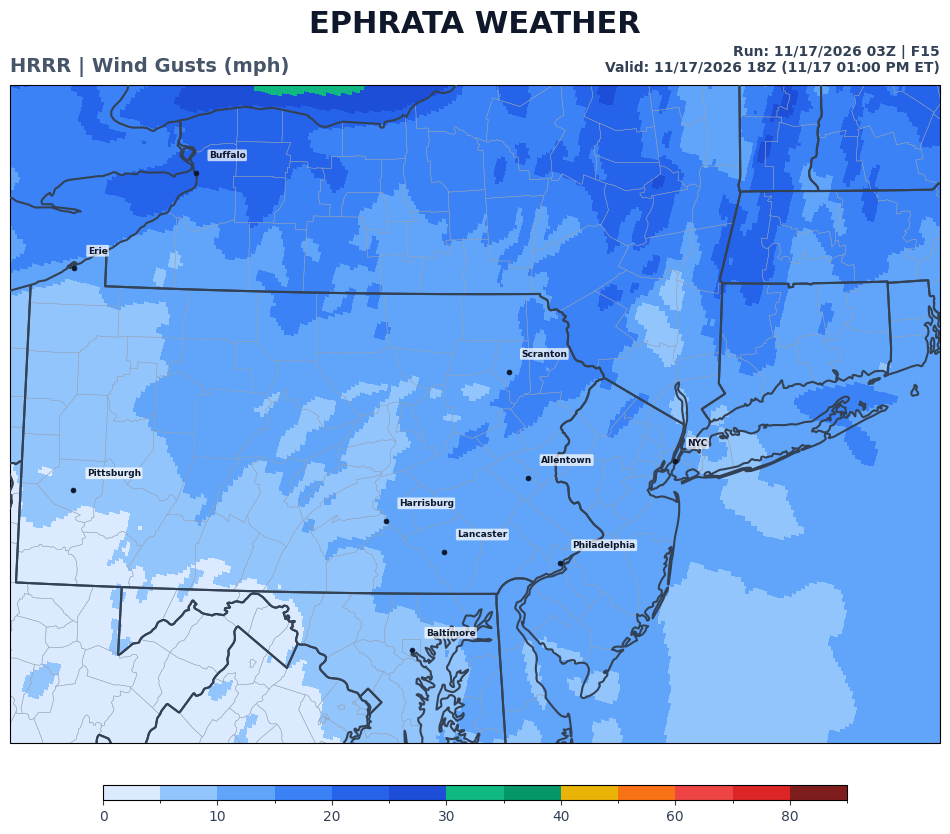 EPHRATA WEATHER
HRRR | Wind Gusts (mph)
Run: 11/17/2026 03Z | F15
Valid: 11/17/2026 18Z (11/17 01:00 PM ET)
Buffalo
Erie
Scranton
NYC
Allentown
Pittsburgh
Harrisburg
Lancaster
Philadelphia
Baltimore
0 10 20 30 40 50 60 70 80